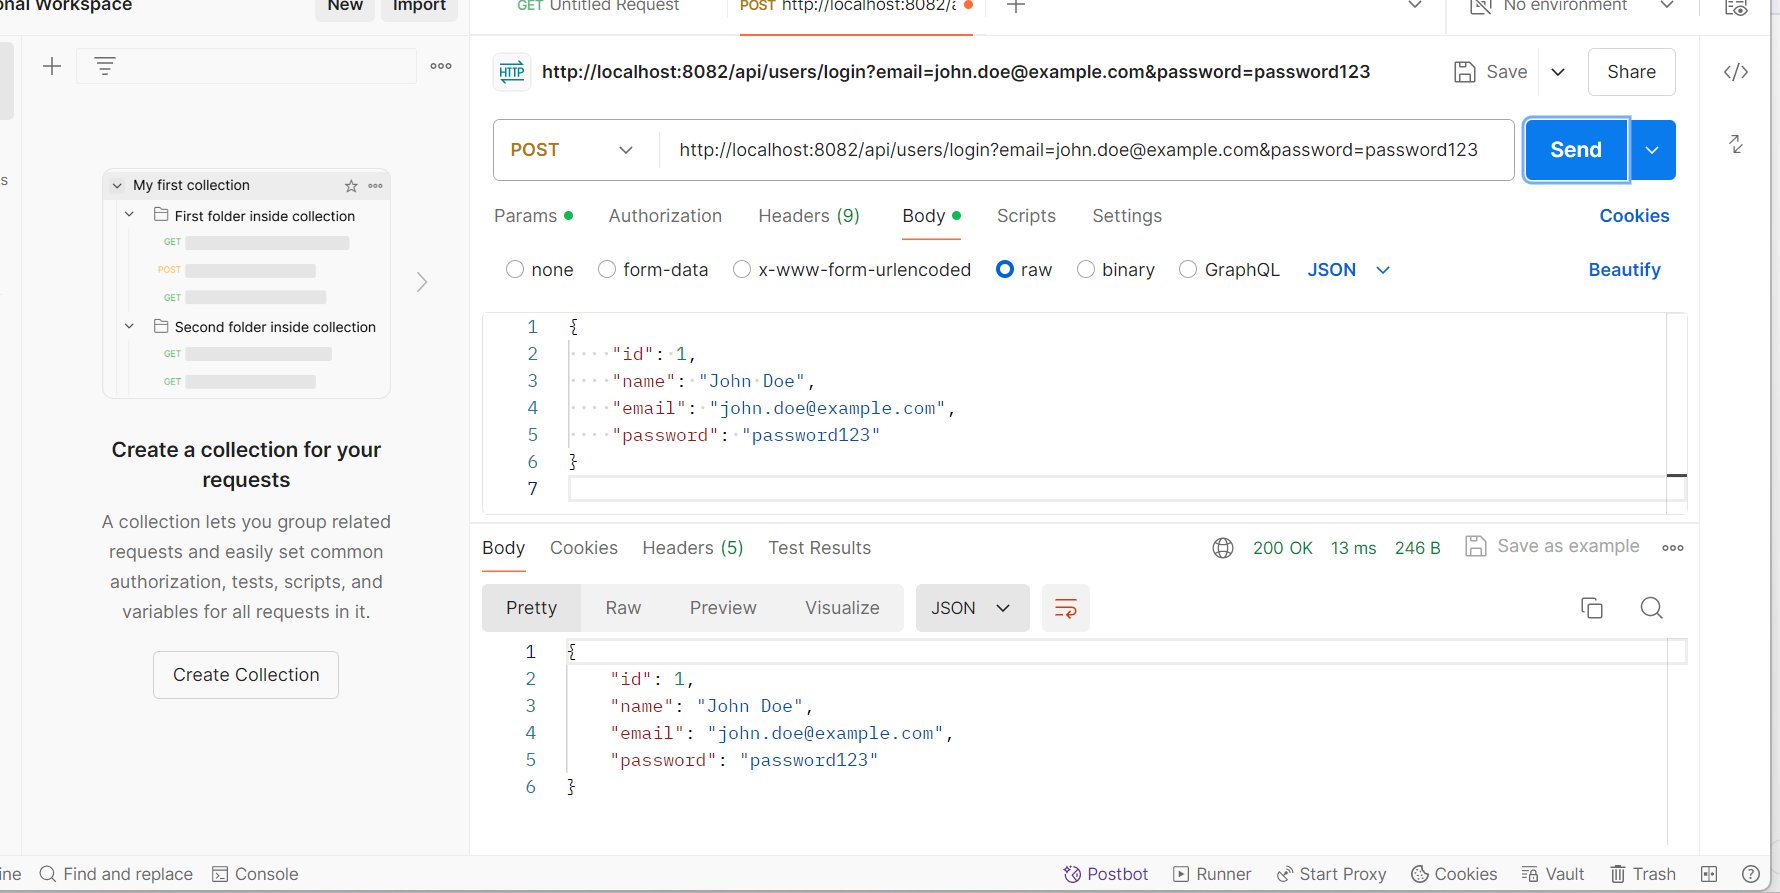 onal Workspace
New
Import
GET Untitled Request
POST http://localhost:8082/a
No environment
HTTP http://localhost:8082/api/users/login?email=john.doe@example.com&password=password123
Save
Share
POST
http://localhost:8082/api/users/login?email=john.doe@example.com&password=password123
Send
Params
Authorization
Headers (9)
Body
Scripts
Settings
Cookies
none
form-data
x-www-form-urlencoded
raw
binary
GraphQL
JSON
Beautify
1 {
2 "id": 1,
3 "name": "John Doe",
4 "email": "john.doe@example.com",
5 "password": "password123"
6 }
7
s
My first collection
First folder inside collection
GET
POST
GET
Second folder inside collection
GET
GET
Create a collection for your
requests
A collection lets you group related
requests and easily set common
authorization, tests, scripts, and
variables for all requests in it.
Create Collection
Body
Cookies
Headers (5)
Test Results
200 OK
13 ms
246 B
Save as example
Pretty
Raw
Preview
Visualize
JSON
1 {
2 "id": 1,
3 "name": "John Doe",
4 "email": "john.doe@example.com",
5 "password": "password123"
6 }
ine
Find and replace
Console
Postbot
Runner
Start Proxy
Cookies
Vault
Trash